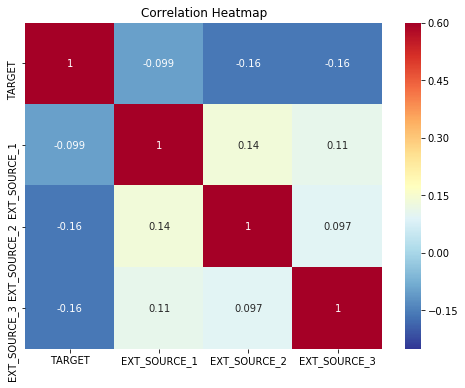 Correlation Heatmap
TARGET
1
-0.099
-0.16
-0.16
EXT_SOURCE_1
-0.099
1
0.14
0.11
EXT_SOURCE_2
-0.16
0.14
1
0.097
EXT_SOURCE_3
-0.16
0.11
0.097
1
TARGET
EXT_SOURCE_1
EXT_SOURCE_2
EXT_SOURCE_3
0.60
0.45
0.30
0.15
0.00
−0.15